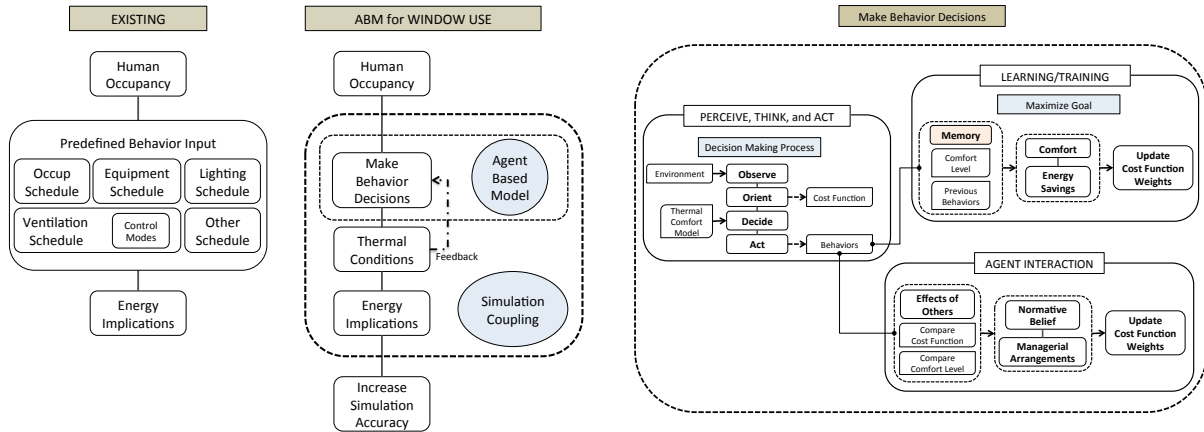 EXISTING
Human
Occupancy
Predefined Behavior Input
Occup
Schedule
Equipment
Schedule
Lighting
Schedule
Ventilation
Schedule
Control
Modes
Other
Schedule
Energy
Implications
ABM for WINDOW USE
Human
Occupancy
Make
Behavior
Decisions
Agent
Based
Model
Thermal
Conditions
Feedback
Energy
Implications
Simulation
Coupling
Increase
Simulation
Accuracy
Make Behavior Decisions
PERCEIVE, THINK, and ACT
Decision Making Process
Environment
Observe
Orient
Cost Function
Thermal
Comfort
Model
Decide
Act
Behaviors
LEARNING/TRAINING
Maximize Goal
Memory
Comfort
Level
Previous
Behaviors
Comfort
Energy
Savings
Update
Cost Function
Weights
AGENT INTERACTION
Effects of
Others
Compare
Cost Function
Compare
Comfort Level
Normative
Belief
Managerial
Arrangements
Update
Cost Function
Weights